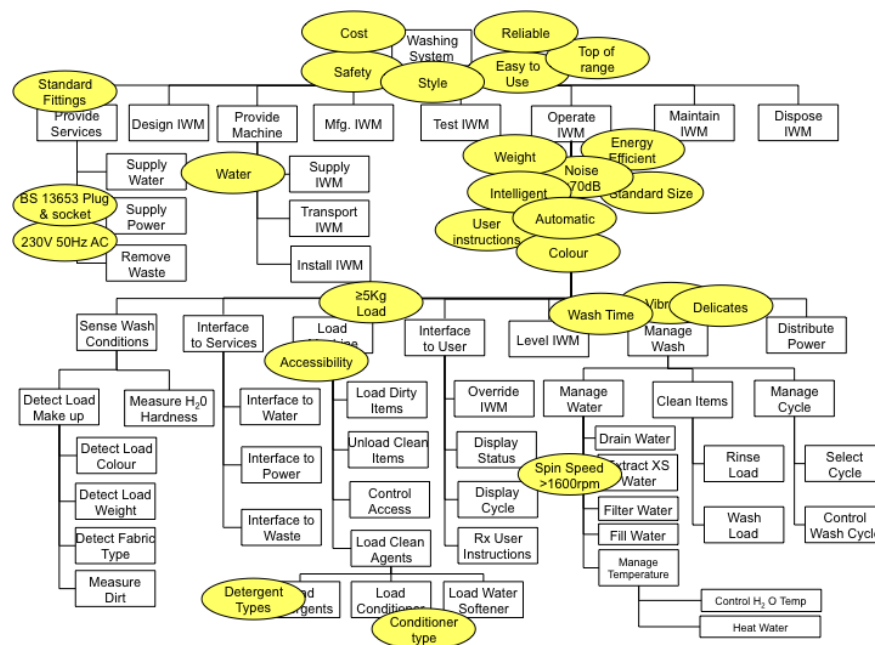 Cost
Reliable
Washing
System
Top of
range
Safety
Style
Easy to
Use
Standard
Fittings
Provide
Services
Design IWM
Provide
Machine
Mfg. IWM
Test IWM
Operate
IWM
Maintain
IWM
Dispose IWM
Supply
Water
Water
Supply
IWM
Weight
Energy
Efficient
Noise
70dB
BS 13653 Plug
& socket
Supply
Power
Transport
IWM
Intelligent
Standard Size
User
instructions
Automatic
230V 50Hz AC
Remove
Waste
Install IWM
Colour
≥5Kg
Load
Wash Time
Delicates
Sense Wash
Conditions
Interface
to Services
Load
Interface
to User
Level IWM
Manage
Wash
Distribute
Power
Accessibility
Detect Load
Make up
Measure H20
Hardness
Interface to
Water
Load Dirty
Items
Override
IWM
Manage
Water
Clean Items
Manage
Cycle
Detect Load
Colour
Interface to
Power
Unload Clean
Items
Display
Status
Drain Water
Spin Speed
>1600rpm
XS
Water
Rinse
Load
Select
Cycle
Detect Load
Weight
Control
Access
Display
Cycle
Filter Water
Detect Fabric
Type
Interface to
Waste
Load Clean
Agents
Rx User
Instructions
Fill Water
Wash
Load
Control
Wash Cycle
Measure
Dirt
Manage
Temperature
Detergent
Types
Load
Load Water
Softener
Conditioner
type
Control H2 O Temp
Heat Water